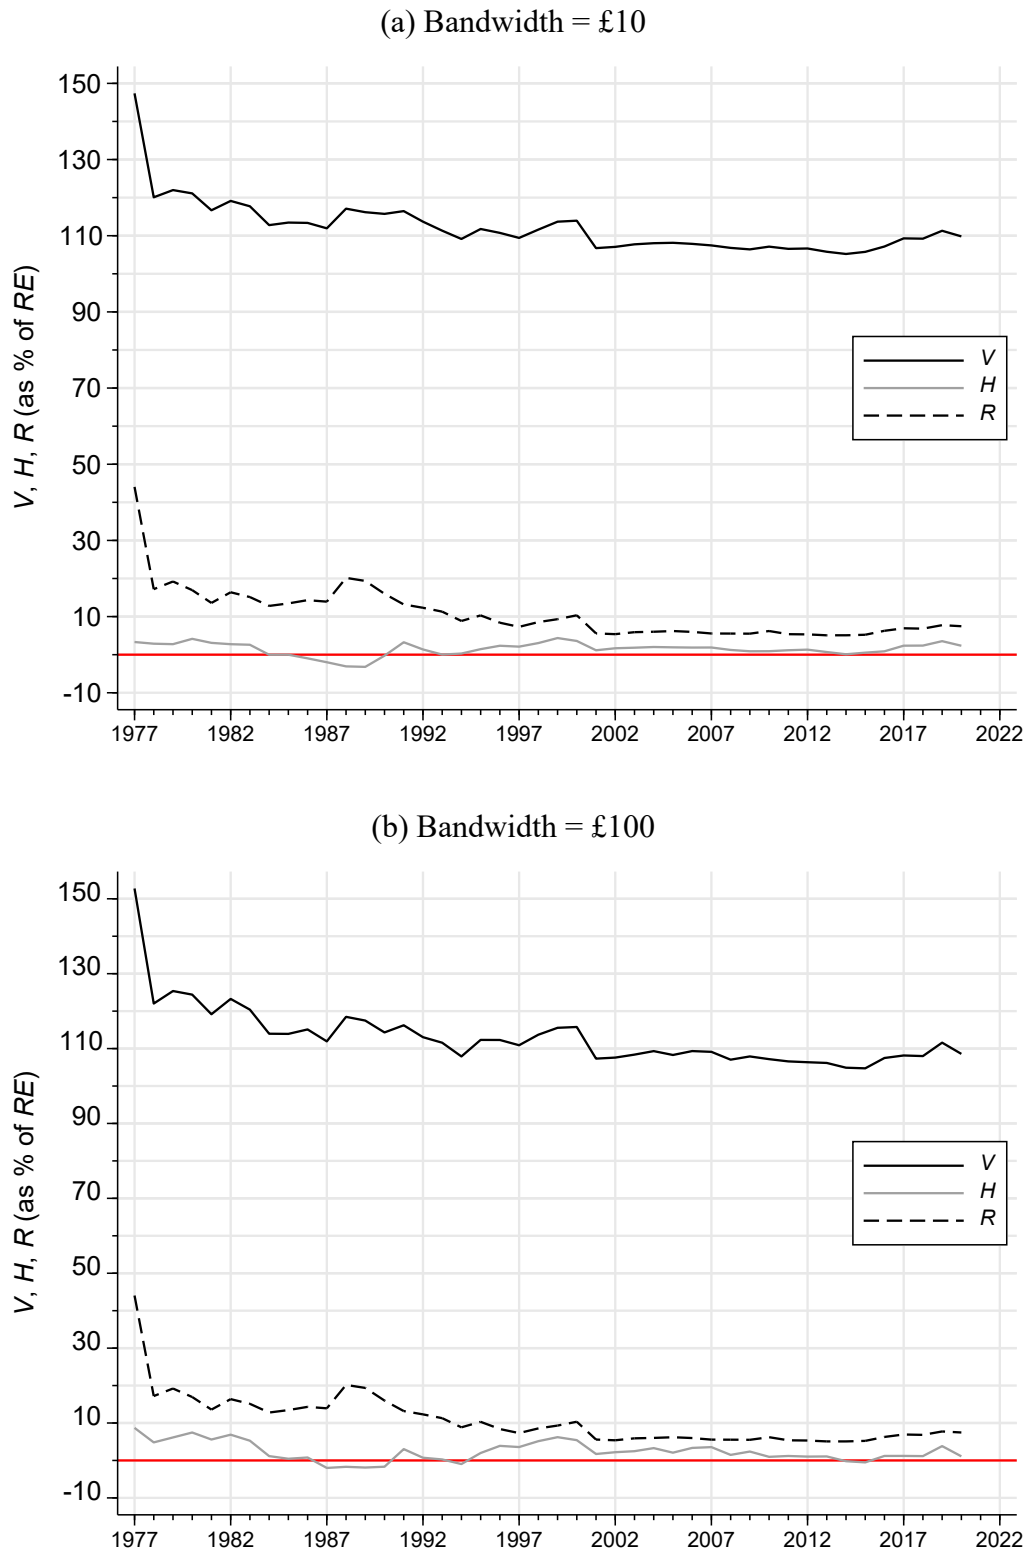 (a) Bandwidth = £10
V, H, R (as % of RE)
150
130
110
90
70
50
30
10
-10
V
H
R
1977 1982 1987 1992 1997 2002 2007 2012 2017 2022
(b) Bandwidth = £100
V, H, R (as % of RE)
150
130
110
90
70
50
30
10
-10
V
H
R
1977 1982 1987 1992 1997 2002 2007 2012 2017 2022